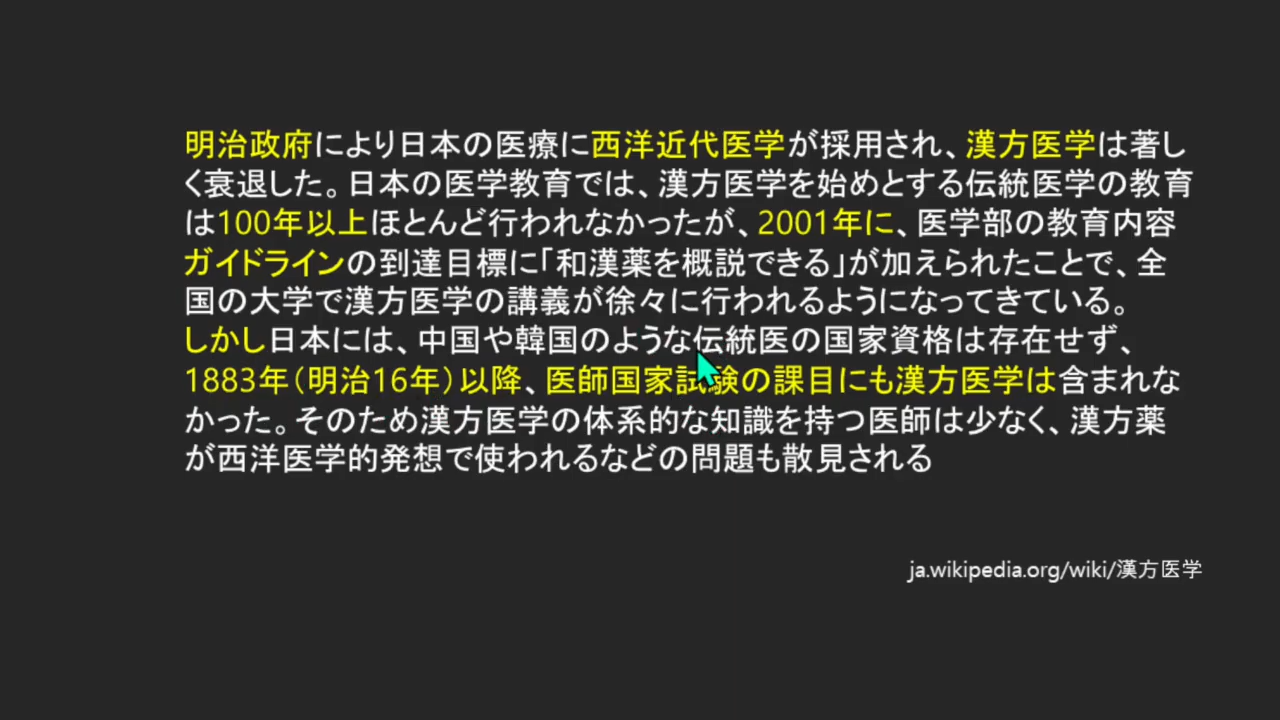 明治政府により日本の医療に西洋近代医学が採用され、漢方医学は著し
く衰退した。日本の医学教育では、漢方医学を始めとする伝統医学の教育
は100年以上ほとんど行われなかったが、2001年に、医学部の教育内容
ガイドラインの到達目標に「和漢薬を概説できる」が加えられたことで、全
国の大学で漢方医学の講義が徐々に行われるようになってきている。
しかし日本には、中国や韓国のような伝統医の国家資格は存在せず、
1883年（明治16年）以降、医師国家試験の課目にも漢方医学は含まれな
かった。そのため漢方医学の体系的な知識を持つ医師は少なく、漢方薬
が西洋医学的発想で使われるなどの問題も散見される
ja.wikipedia.org/wiki/漢方医学